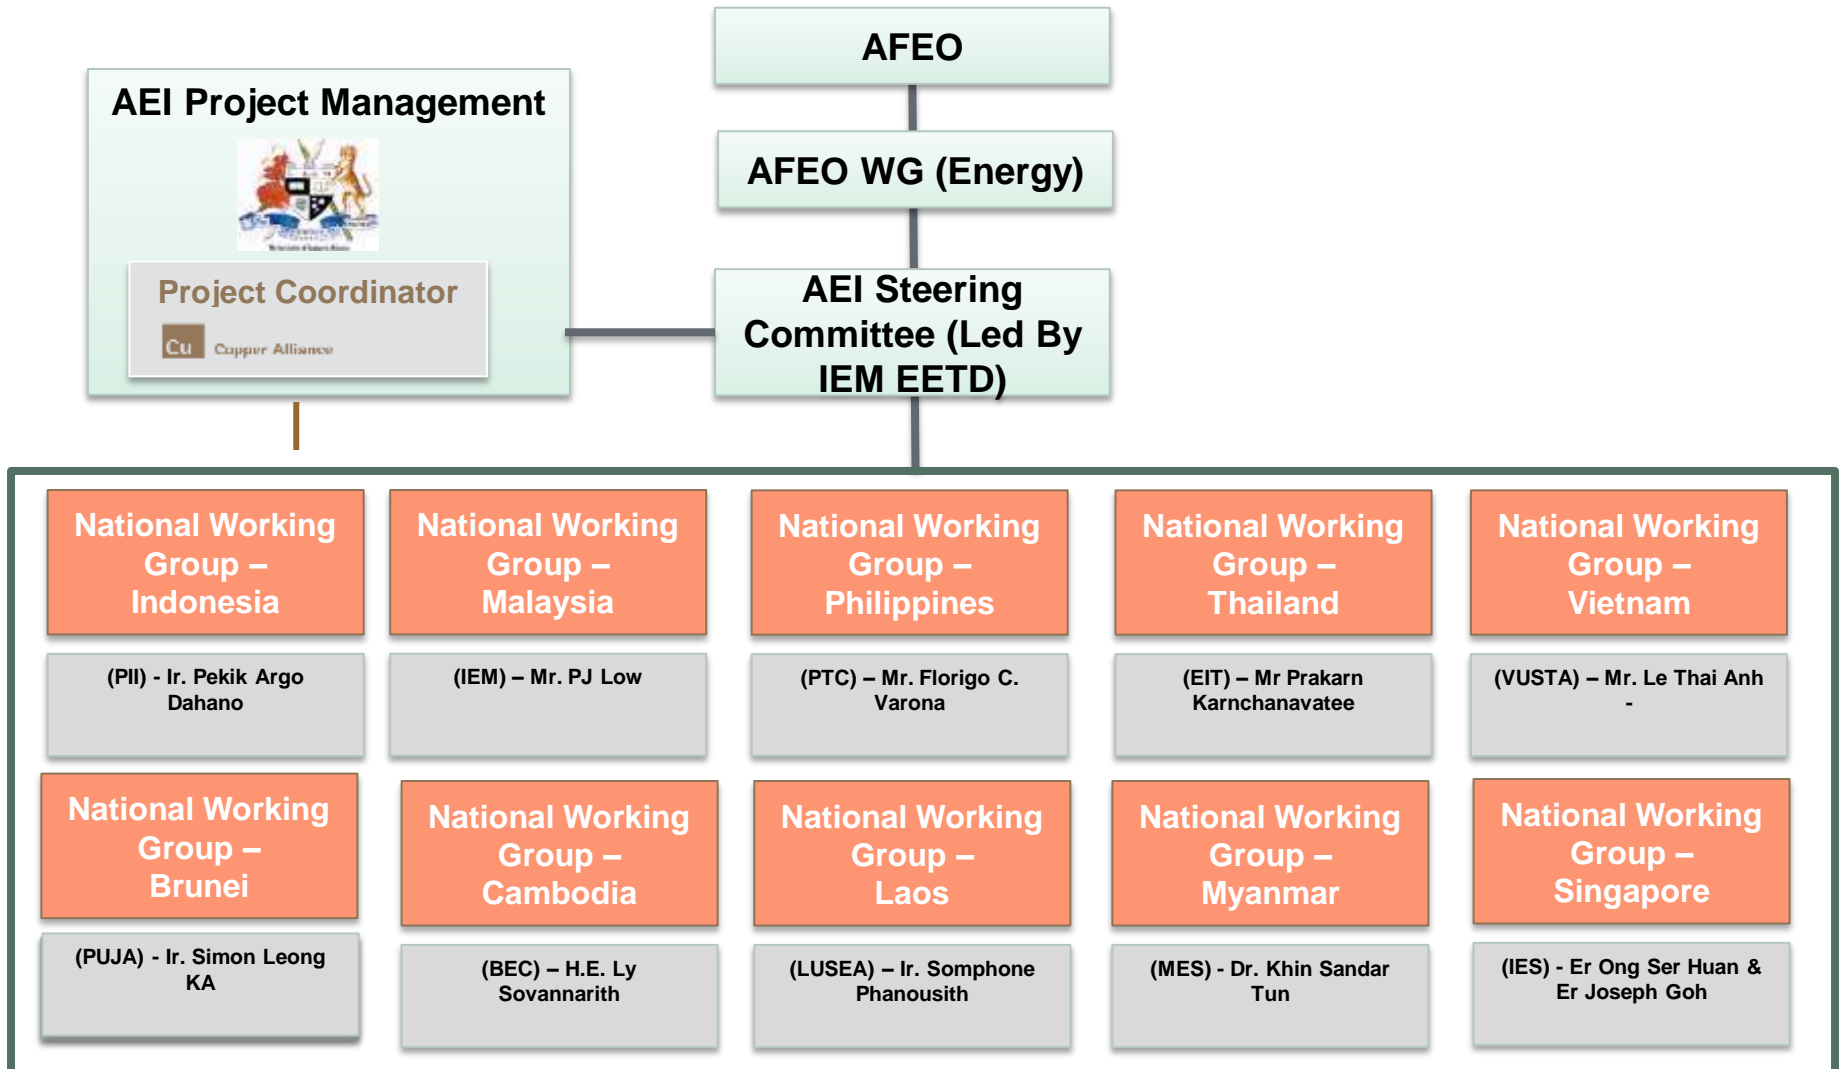 AFEO
AEI Project Management
AFEO WG (Energy)
Project Coordinator
Cu Copper Alliance
AEI Steering
Committee (Led By
IEM EETD)
National Working
Group –
Indonesia
(PII) - Ir. Pekik Argo
Dahano
National Working
Group –
Malaysia
(IEM) – Mr. PJ Low
National Working
Group –
Philippines
(PTC) – Mr. Florigo C.
Varona
National Working
Group –
Thailand
(EIT) – Mr Prakarn
Karnchanavatee
National Working
Group –
Vietnam
(VUSTA) – Mr. Le Thai Anh
-
National Working
Group –
Brunei
(PUJA) - Ir. Simon Leong
KA
National Working
Group –
Cambodia
(BEC) – H.E. Ly
Sovannarith
National Working
Group –
Laos
(LUSEA) – Ir. Somphone
Phanousith
National Working
Group –
Myanmar
(MES) - Dr. Khin Sandar
Tun
National Working
Group –
Singapore
(IES) - Er Ong Ser Huan &
Er Joseph Goh